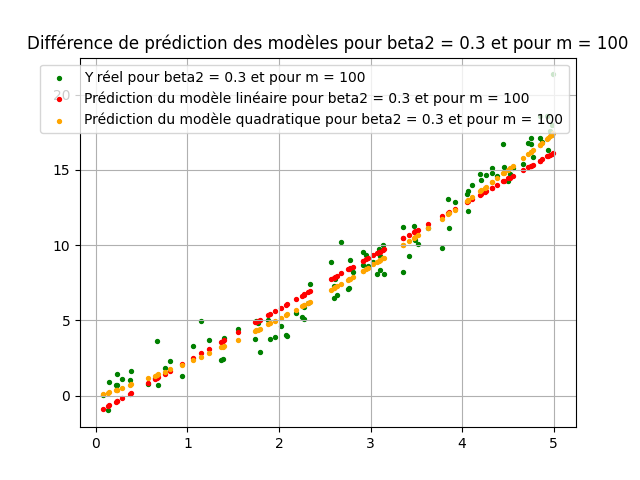 Différence de prédiction des modèles pour beta2 = 0.3 et pour m = 100
Y réel pour beta2 = 0.3 et pour m = 100
Prédiction du modèle linéaire pour beta2 = 0.3 et pour m = 100
Prédiction du modèle quadratique pour beta2 = 0.3 et pour m = 100
20
15
10
5
0
0 1 2 3 4 5